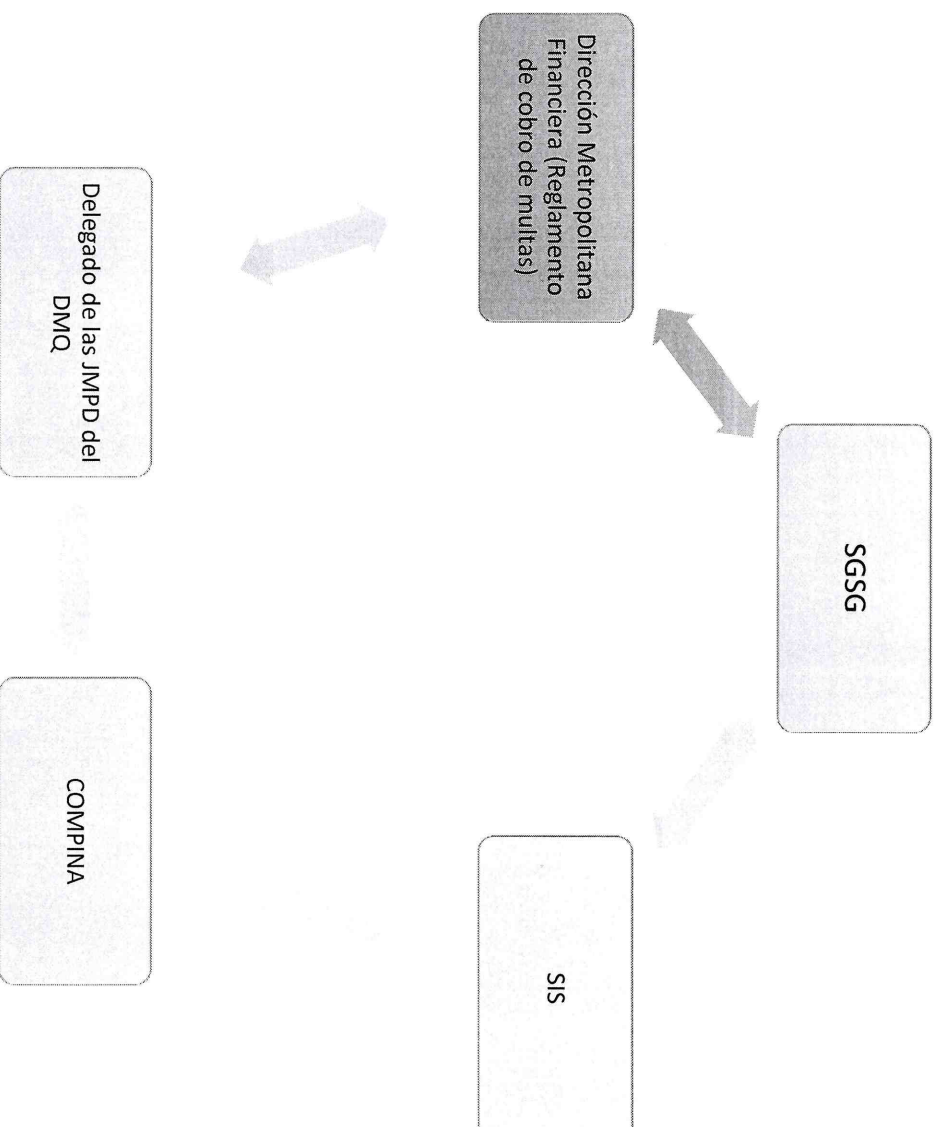 SGSG
SIS
COMPINA
Delegado de las JMPD del
DMQ
Dirección Metropolitana
Financiera (Reglamento
de cobro de multas)